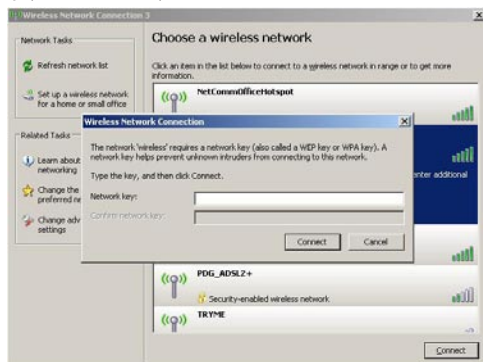 Wireless Network Connection 3
Network Tasks
Refresh network list
Set up a wireless network
for a home or small office
Related Tasks
Learn about
networking
Change the
preferred ne
Change adv
settings
Choose a wireless network
Click an item in the list below to connect to a wireless network in range or to get more
information.
NetCommOfficeHotspot
enter additional
Wireless Network Connection
The network 'wireless' requires a network key (also called a WEP key or WPA key). A
network key helps prevent unknown intruders from connecting to this network.
Type the key, and then click Connect.
Network key:
Confirm network key:
Connect
Cancel
PDG_ADSL2+
Security-enabled wireless network
TRYME
Connect